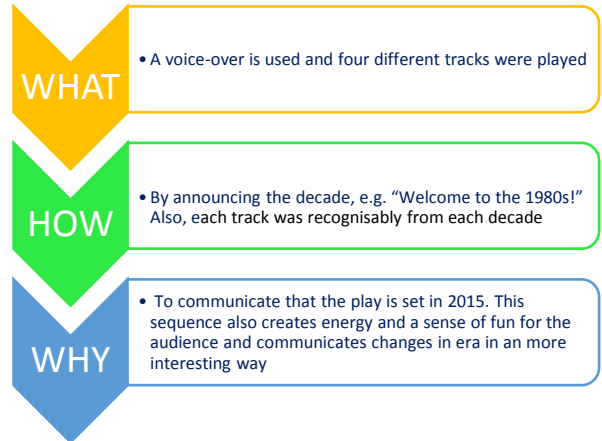 WHAT
• A voice-over is used and four different tracks were played
HOW
• By announcing the decade, e.g. “Welcome to the 1980s!”
Also, each track was recognisably from each decade
WHY
• To communicate that the play is set in 2015. This
sequence also creates energy and a sense of fun for the
audience and communicates changes in era in an more
interesting way